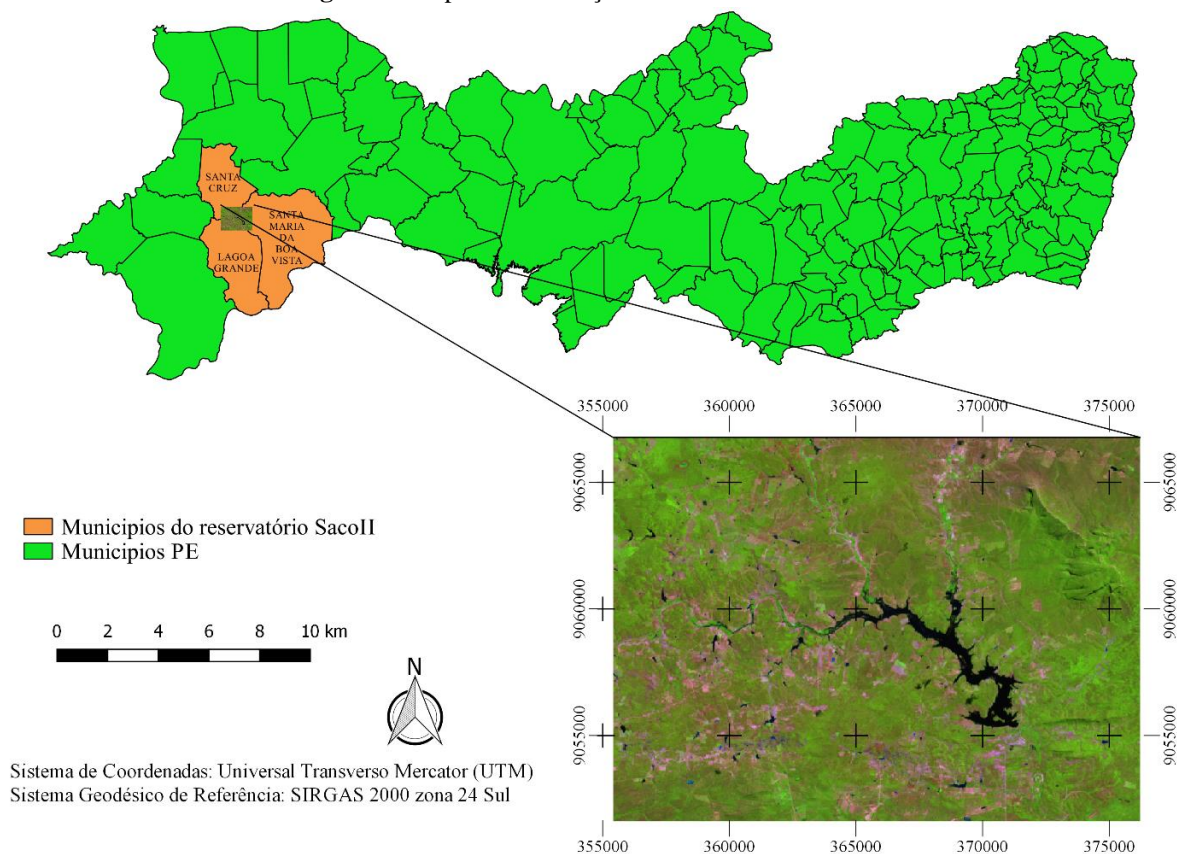 SANTA
CRUZ
SANTA
MARIA
DA
BOA
VISTA
LAGOA
GRANDE
355000 360000 365000 370000 375000
9065000 9065000
9060000 9060000
9055000 9055000
355000 360000 365000 370000 375000
Municipios do reservatório SacoII
Municipios PE
0 2 4 6 8 10 km
N
Sistema de Coordenadas: Universal Transverso Mercator (UTM)
Sistema Geodésico de Referência: SIRGAS 2000 zona 24 Sul